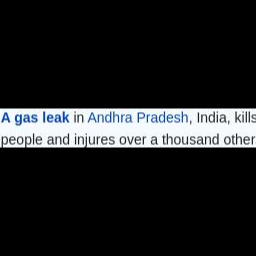 A gas leak in Andhra Pradesh, India, kills
people and injures over a thousand other